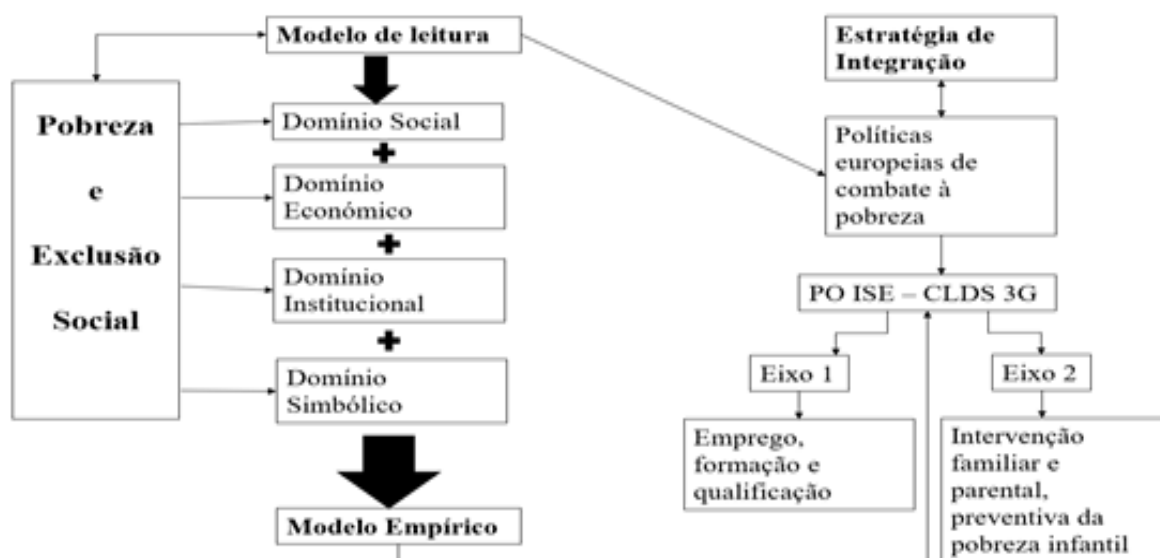 Modelo de leitura
Pobreza
e
Exclusão
Social
Domínio Social
+
Domínio
Económico
+
Domínio
Institucional
+
Domínio
Simbólico
Modelo Empírico
Estratégia de
Integração
Políticas
europeias de
combate à
pobreza
PO ISE – CLDS 3G
Eixo 1
Eixo 2
Emprego,
formação e
qualificação
Intervenção
familiar e
parental,
preventiva da
pobreza infantil